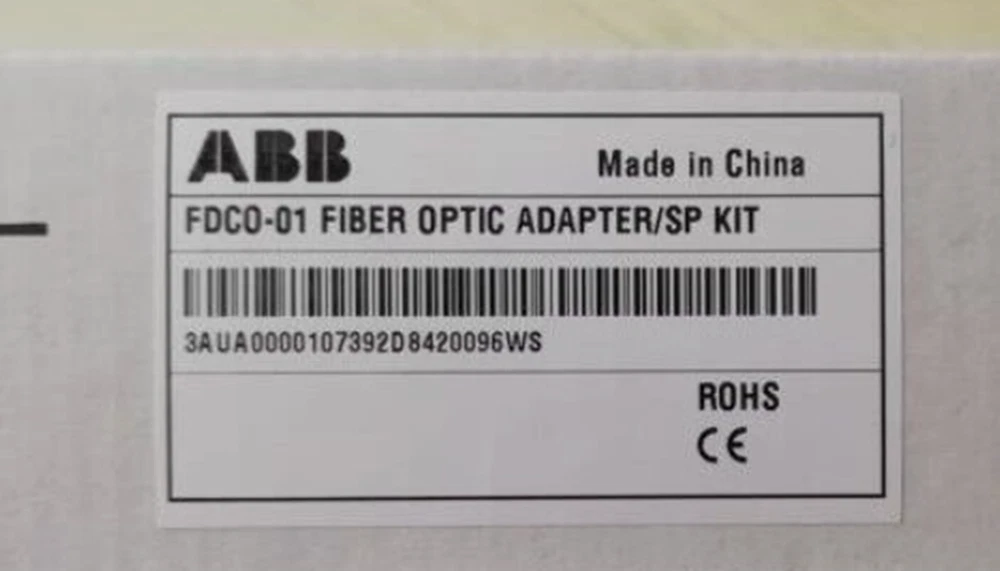 ABB
Made in China
FDCO-01 FIBER OPTIC ADAPTER/SP KIT
3AUA0000107392D8420096WS
ROHS
CE